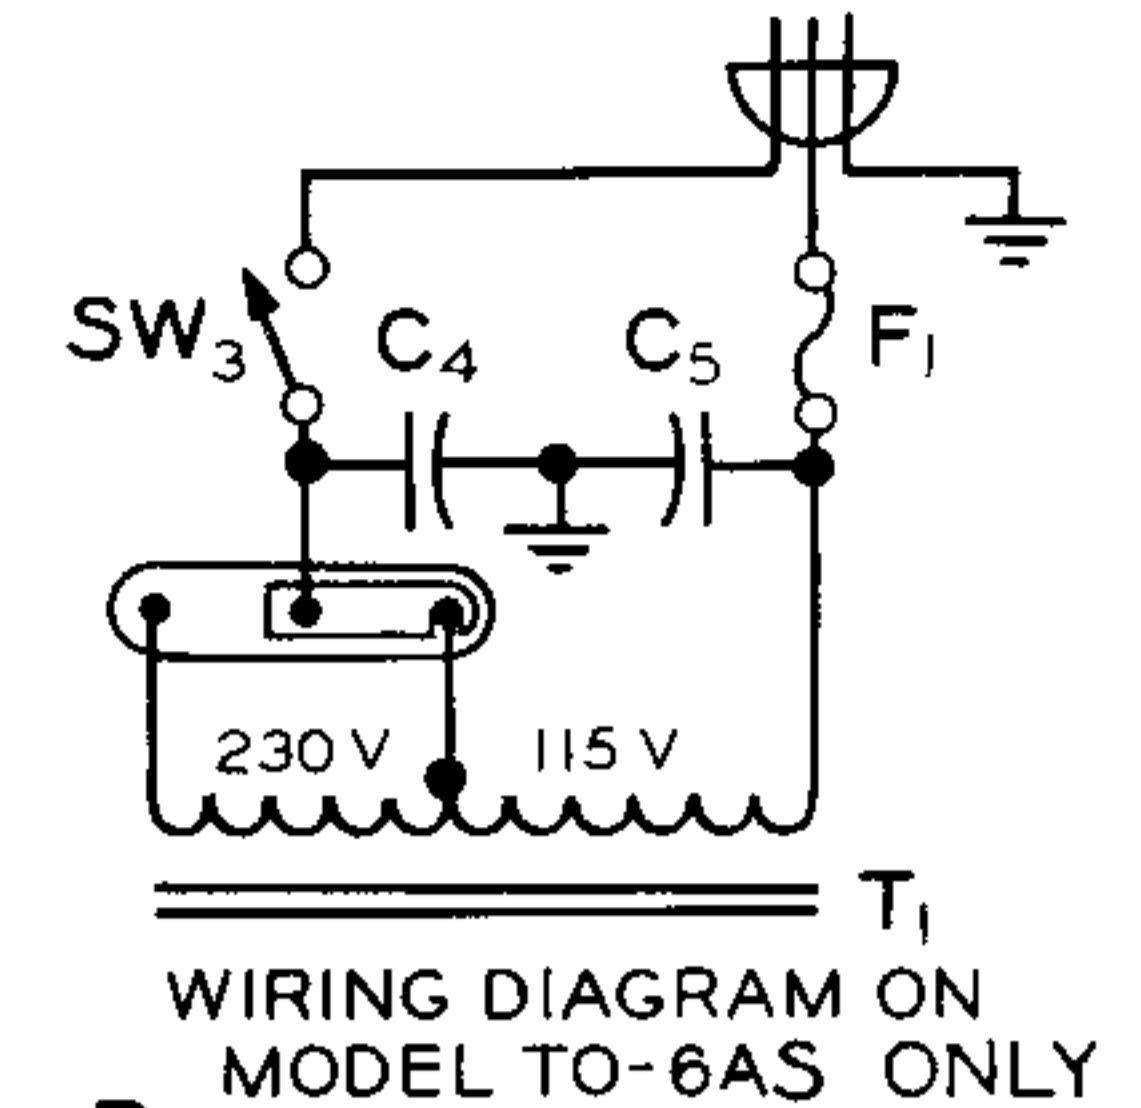 SW3
C4
C5
F1
230 V
115 V
T1
WIRING DIAGRAM ON
MODEL TO-6AS ONLY